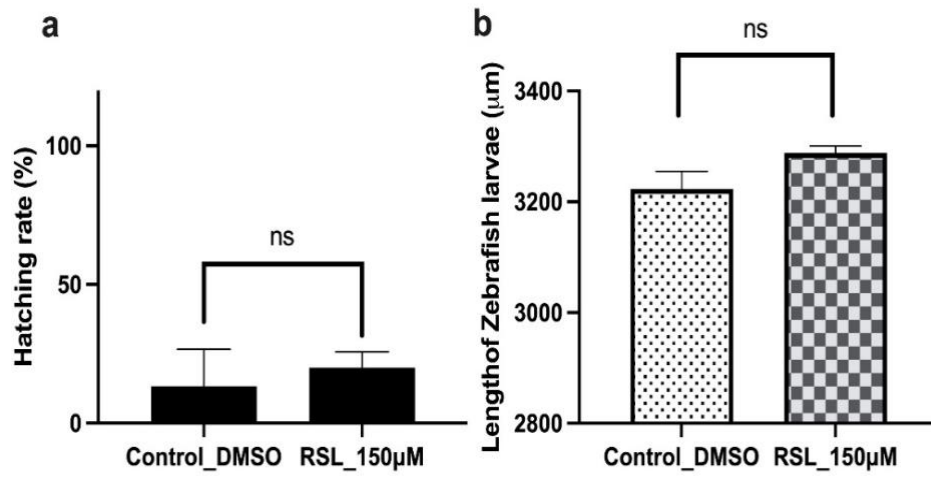 a
ns
Hatching rate (%)
100
50
0
Control_DMSO RSL_150µM
b
ns
Lengthof Zebrafish larvae (µm)
3400
3200
3000
2800
Control_DMSO RSL_150µM